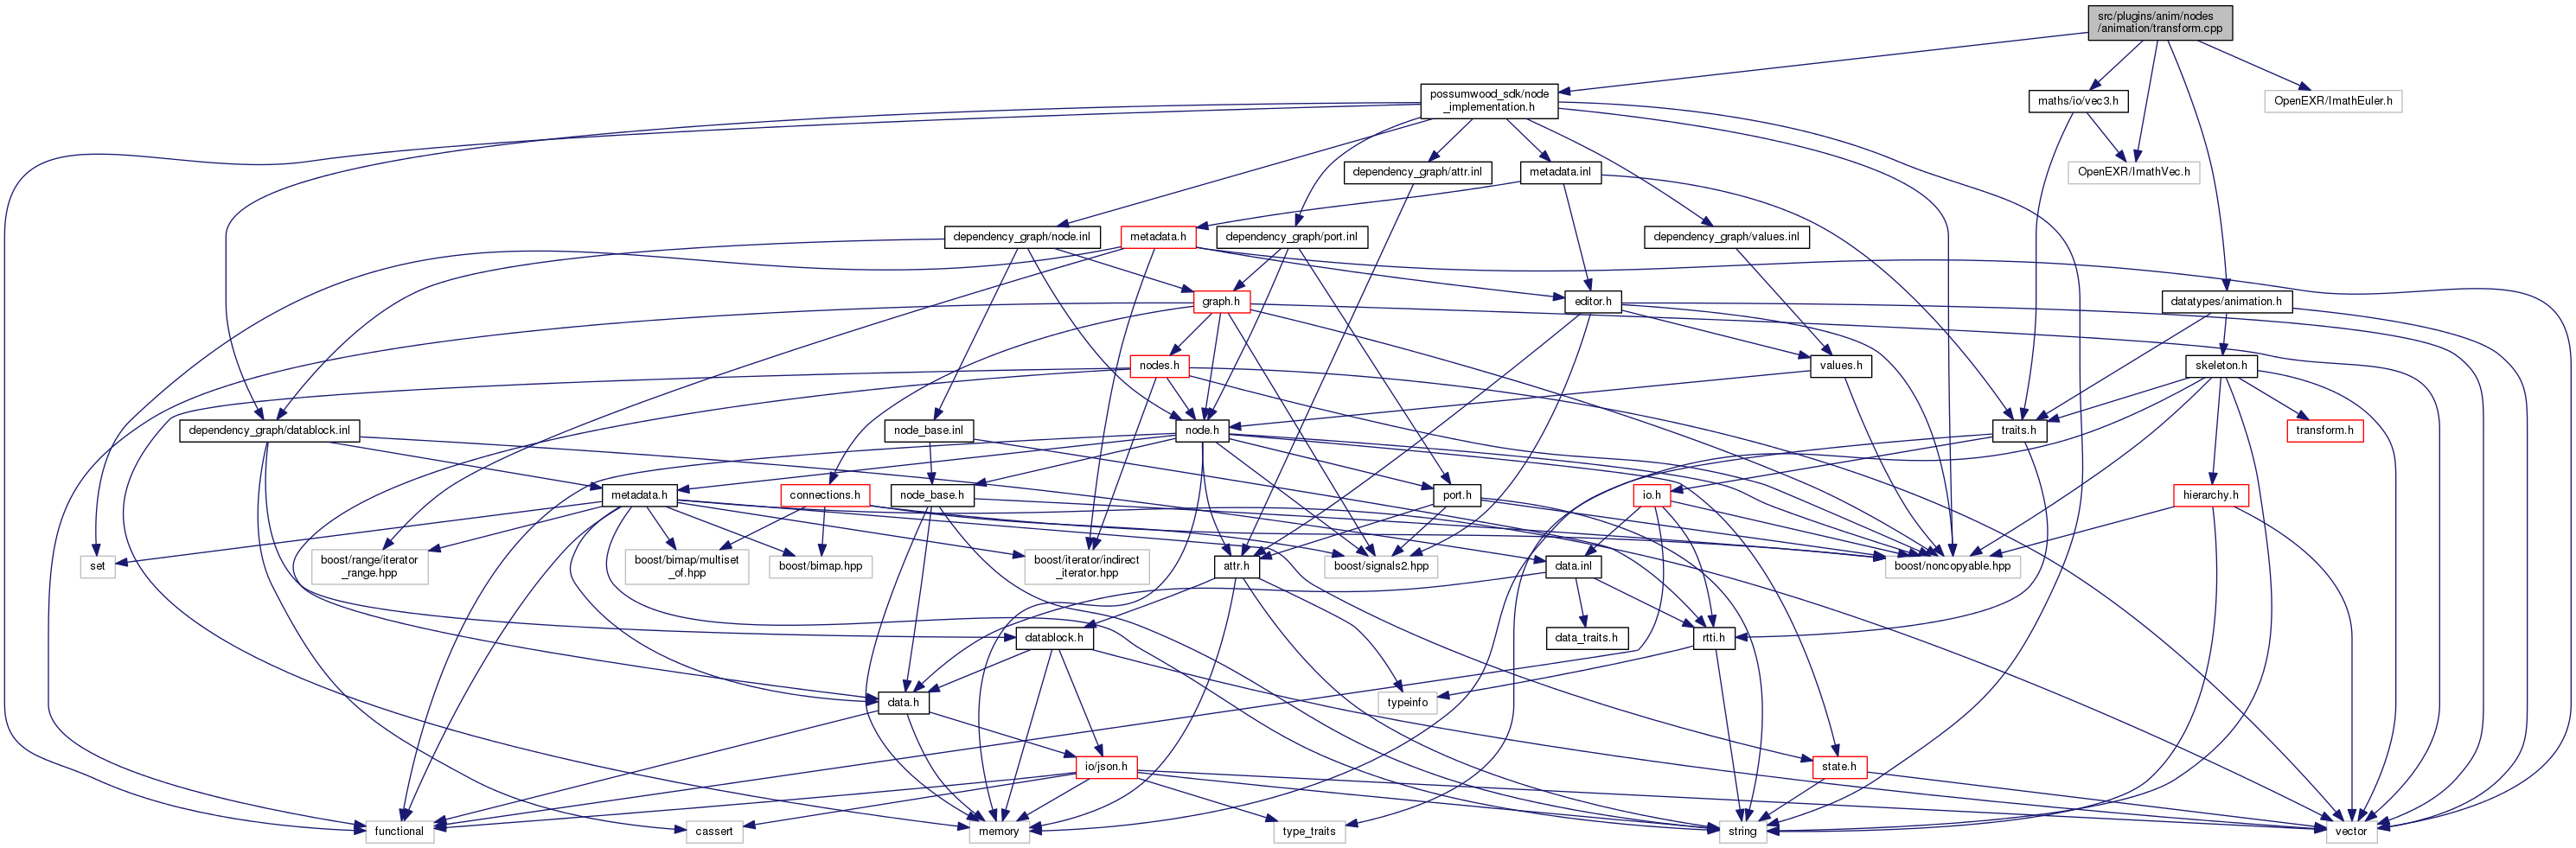 src/plugins/anim/nodes
/animation/transform.cpp
possumwood_sdk/node
_implementation.h
maths/io/vec3.h
OpenEXR/ImathEuler.h
dependency_graph/attr.inl
metadata.inl
OpenEXR/ImathVec.h
dependency_graph/node.inl
metadata.h
dependency_graph/port.inl
dependency_graph/values.inl
graph.h
editor.h
datatypes/animation.h
nodes.h
values.h
skeleton.h
dependency_graph/datablock.inl
node_base.inl
node.h
traits.h
transform.h
metadata.h
connections.h
node_base.h
port.h
io.h
hierarchy.h
set
boost/range/iterator
_range.hpp
boost/bimap/multiset
_of.hpp
boost/bimap.hpp
boost/iterator/indirect
_iterator.hpp
attr.h
boost/signals2.hpp
data.inl
boost/noncopyable.hpp
datablock.h
data_traits.h
rtti.h
data.h
typeinfo
io/json.h
state.h
functional
cassert
memory
type_traits
string
vector